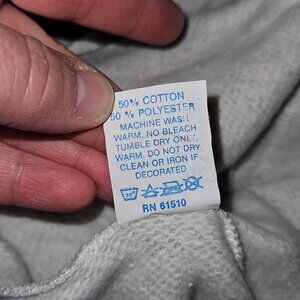 50% COTTON
50 % POLYESTER
MACHINE WASH
WARM, NO BLEACH
TUMBLE DRY ONLY
WARM. DO NOT DRY
CLEAN OR IRON IF
DECORATED
RN 61510